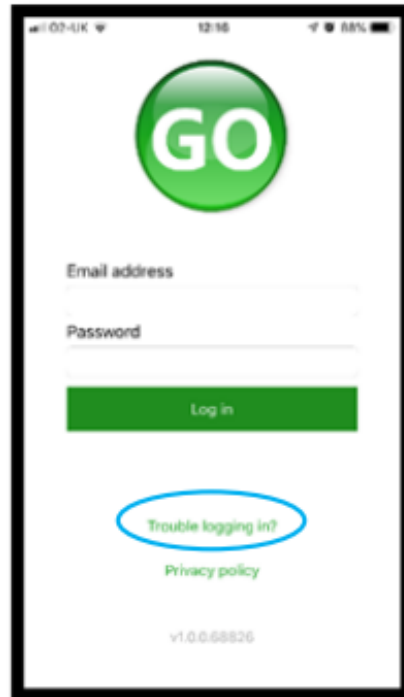 O2-UK 12:16 88%
GO
Email address
Password
Log in
Trouble logging in?
Privacy policy
v1.0.0.68826